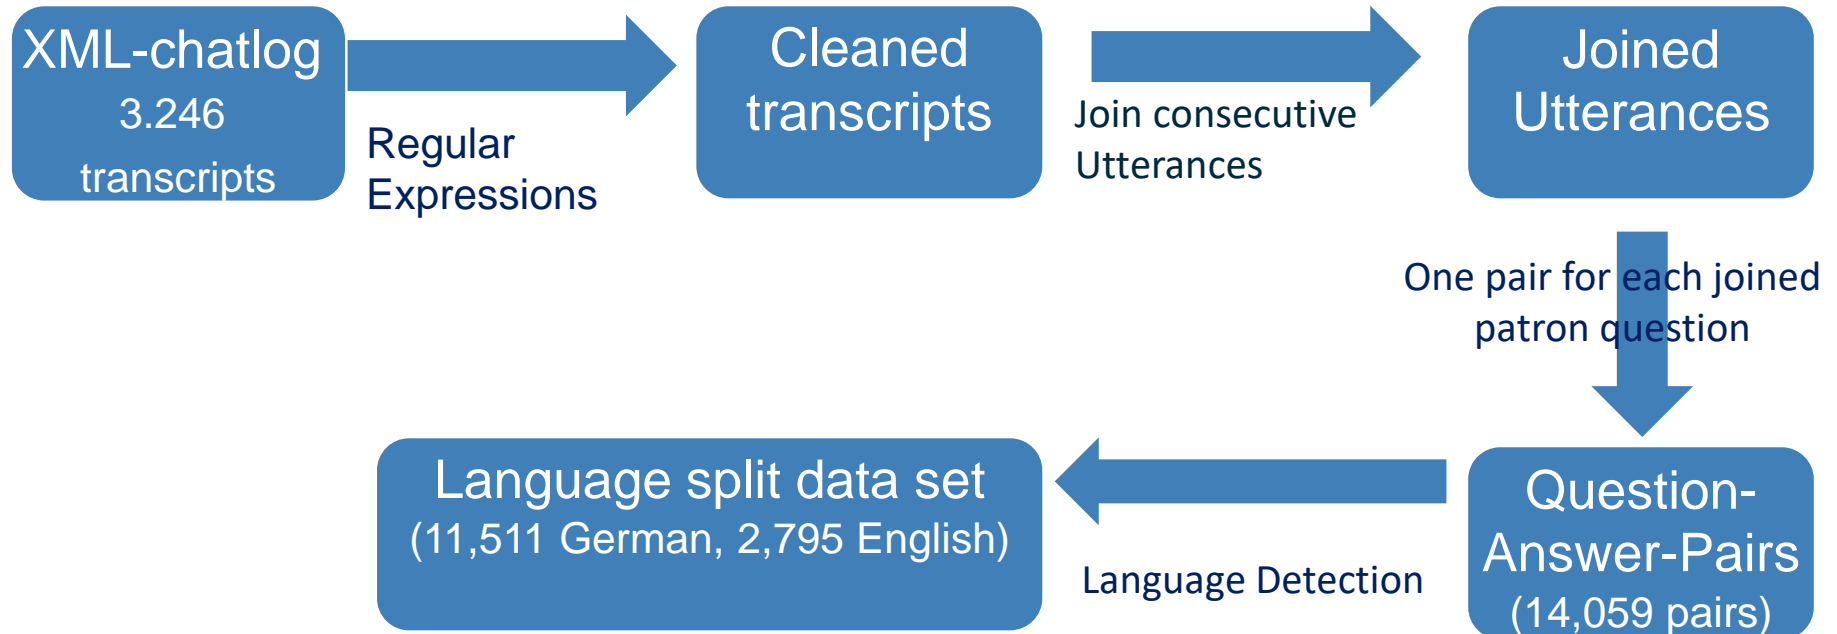 XML-chatlog
3.246
transcripts
Regular
Expressions
Cleaned
transcripts
Join consecutive
Utterances
Joined
Utterances
One pair for each joined
patron question
Question-
Answer-Pairs
(14,059 pairs)
Language Detection
Language split data set
(11,511 German, 2,795 English)